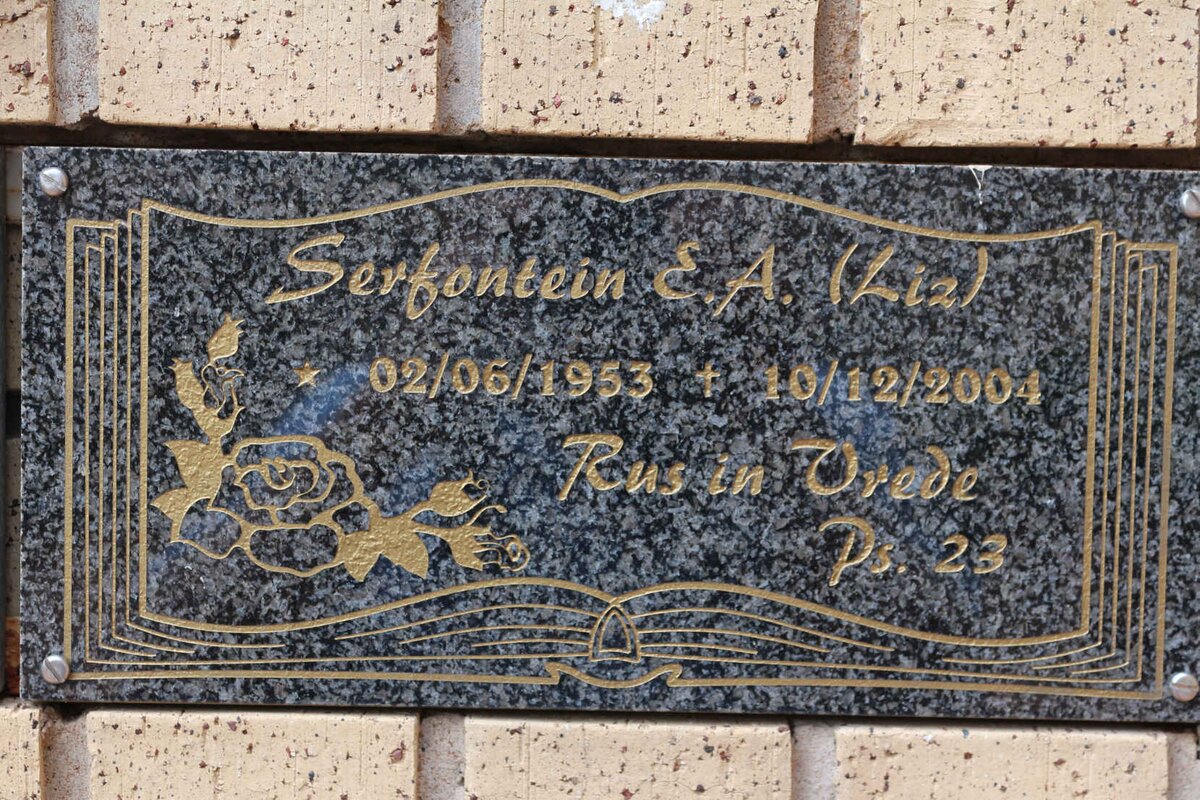 Serfontein E.A. (Liz)
★ 02/06/1953 ✝ 10/12/2004
Rus in Vrede
Ps. 23